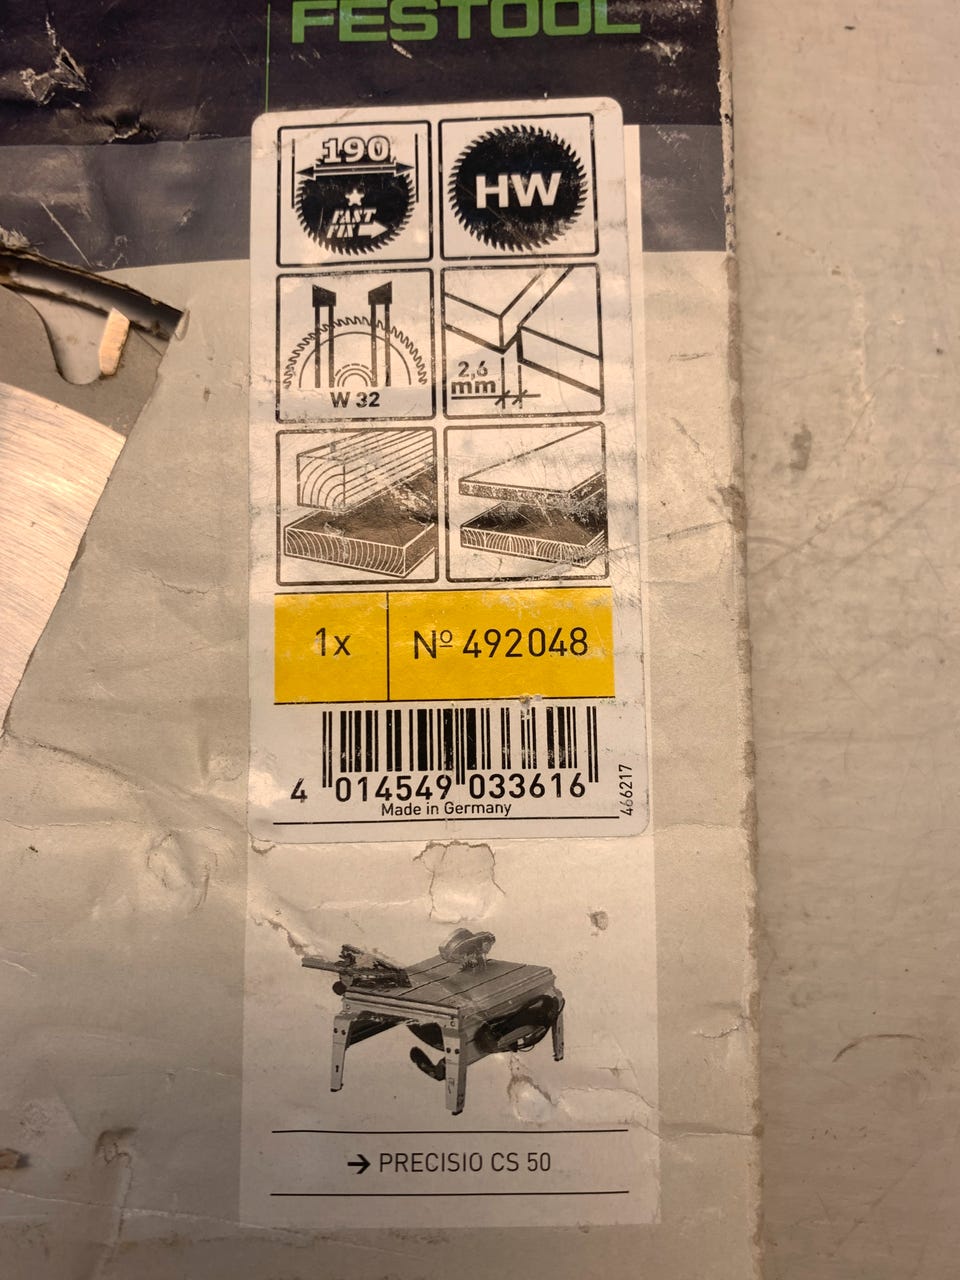 FESTOOL
190
FAST
FIX
HW
W 32
2,6
mm
1x
Nº 492048
4 014549 033616
Made in Germany
466217
→ PRECISIO CS 50